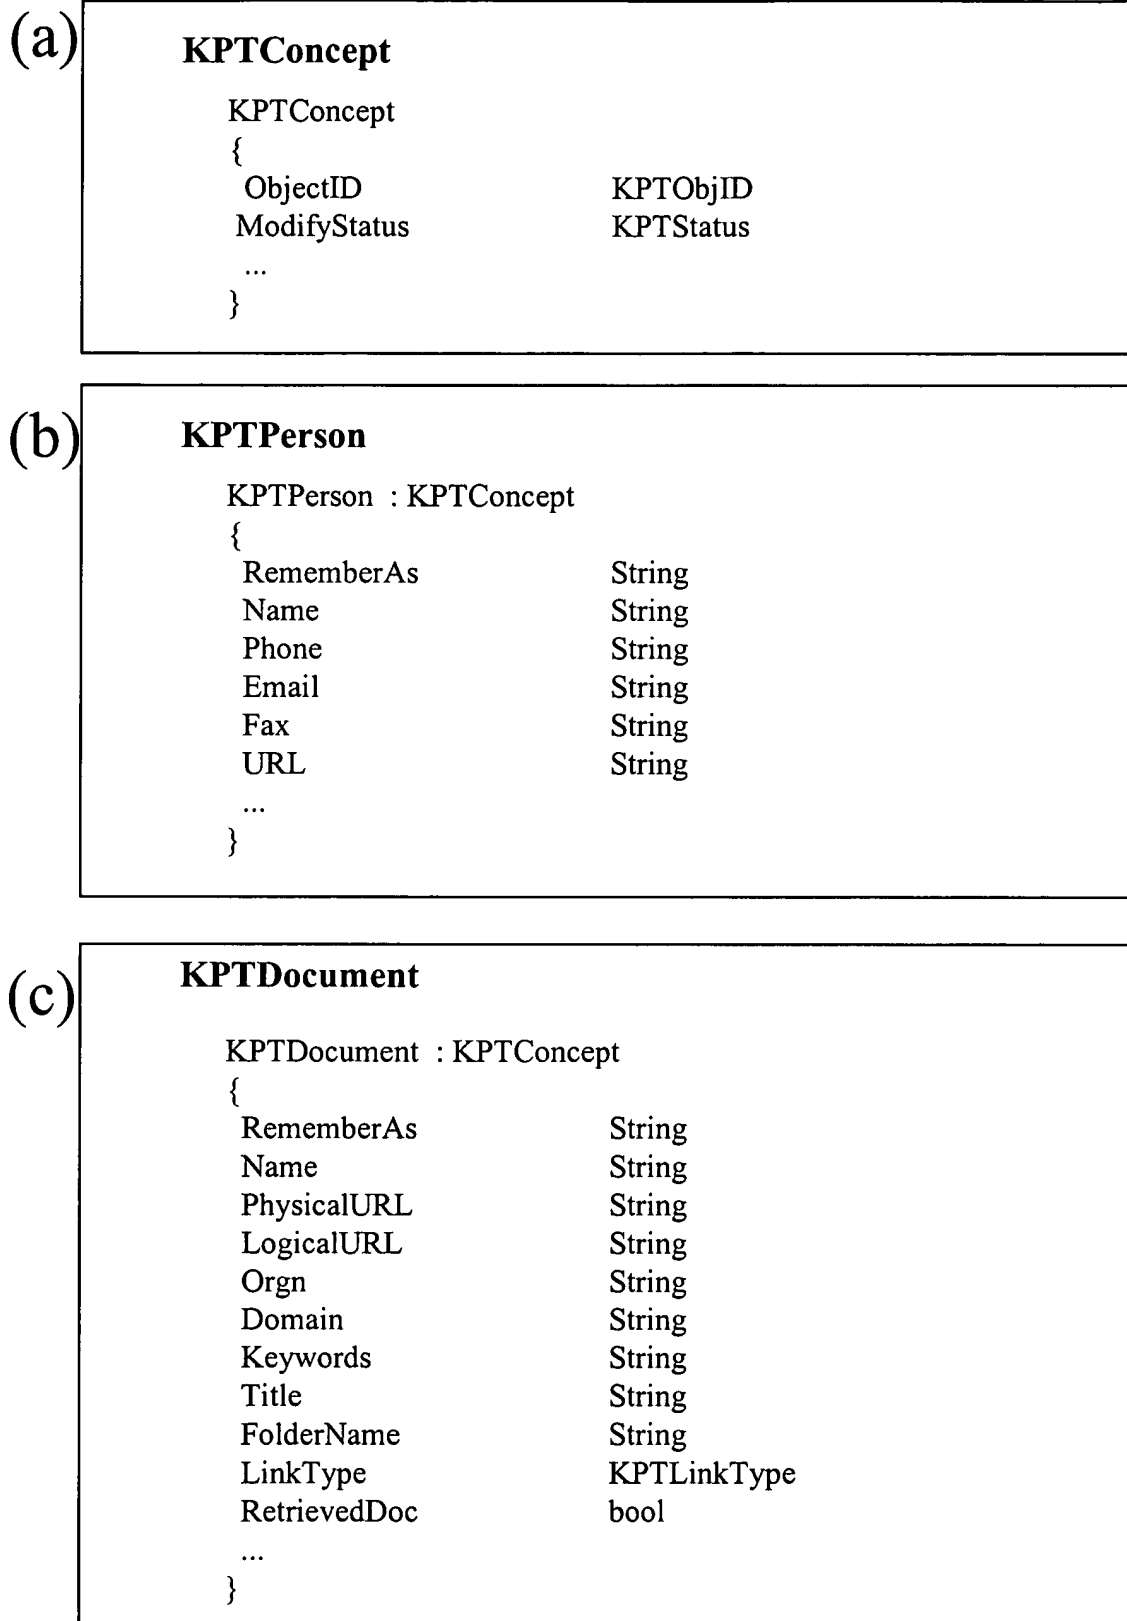 (a)
KPTConcept
KPTConcept
{
ObjectID KPTObjID
ModifyStatus KPTStatus
...
}
(b)
KPTPerson
KPTPerson : KPTConcept
{
RememberAs String
Name String
Phone String
Email String
Fax String
URL String
...
}
(c)
KPTDocument
KPTDocument : KPTConcept
{
RememberAs String
Name String
PhysicalURL String
LogicalURL String
Orgn String
Domain String
Keywords String
Title String
FolderName String
LinkType KPTLinkType
RetrievedDoc bool
...
}